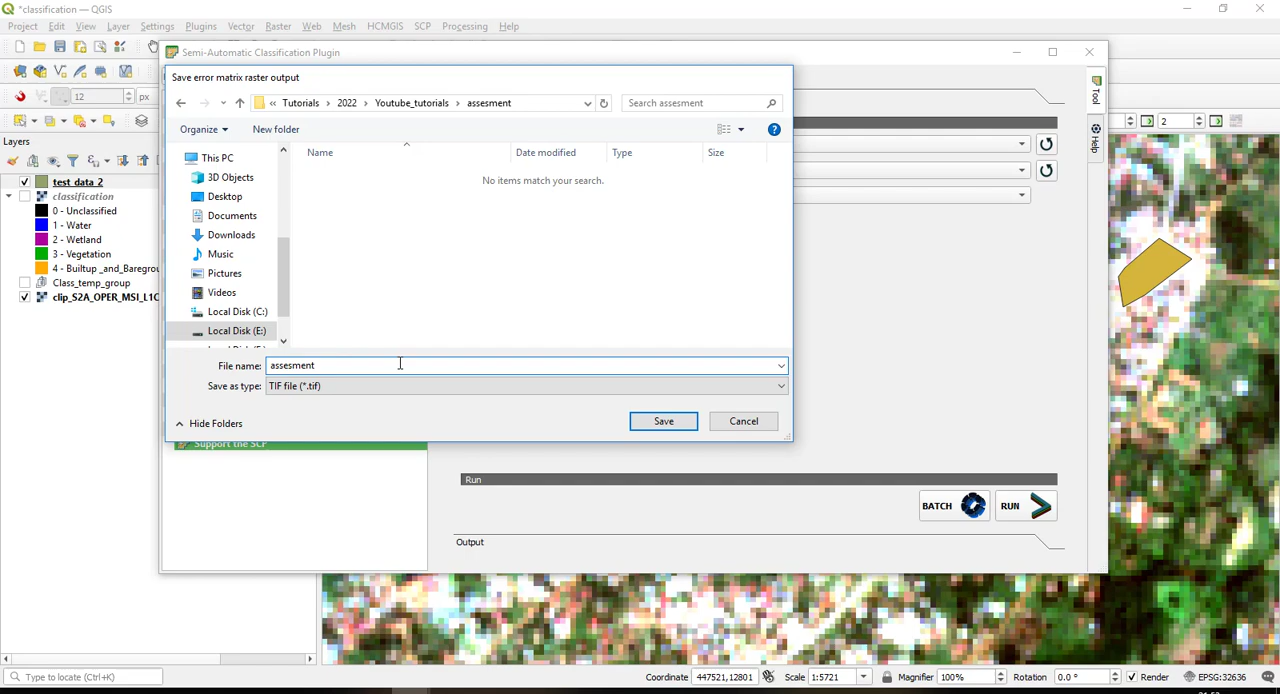 *classification — QGIS
Project Edit View Layer Settings Plugins Vector Raster Web Mesh HCMGIS SCP Processing Help
Semi-Automatic Classification Plugin
Save error matrix raster output
12 px
« Tutorials › 2022 › Youtube_tutorials › assesment
Search assesment
Tool
Help
2
Organize
New folder
Layers
Name Date modified Type Size
No items match your search.
This PC
3D Objects
Desktop
Documents
Downloads
Music
Pictures
Videos
Local Disk (C:)
Local Disk (E:)
test data 2
classification
0 - Unclassified
1 - Water
2 - Wetland
3 - Vegetation
4 - Builtup _and_Baregrou
Class_temp_group
clip_S2A_OPER_MSI_L1C
File name: assesment
Save as type: TIF file (*.tif)
Hide Folders
Save
Cancel
Support the SCP
Run
BATCH
RUN
Output
Type to locate (Ctrl+K)
Coordinate 447521,12801
Scale 1:5721
Magnifier 100%
Rotation 0.0 °
Render
EPSG:32636